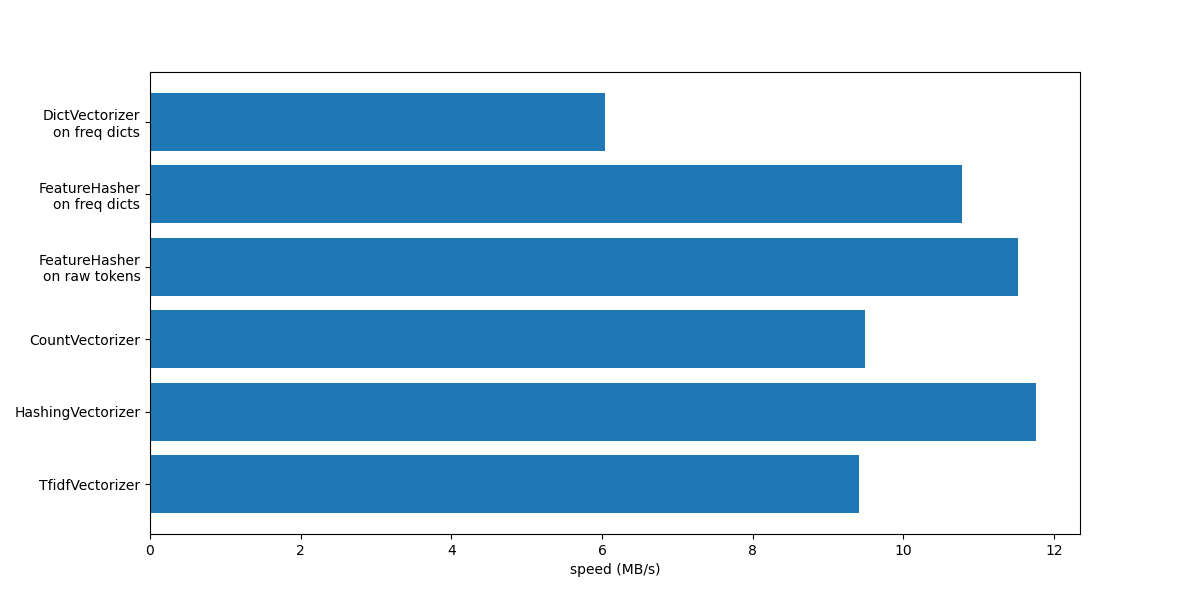 DictVectorizer
on freq dicts
FeatureHasher
on freq dicts
FeatureHasher
on raw tokens
CountVectorizer
HashingVectorizer
TfidfVectorizer
0 2 4 6 8 10 12
speed (MB/s)